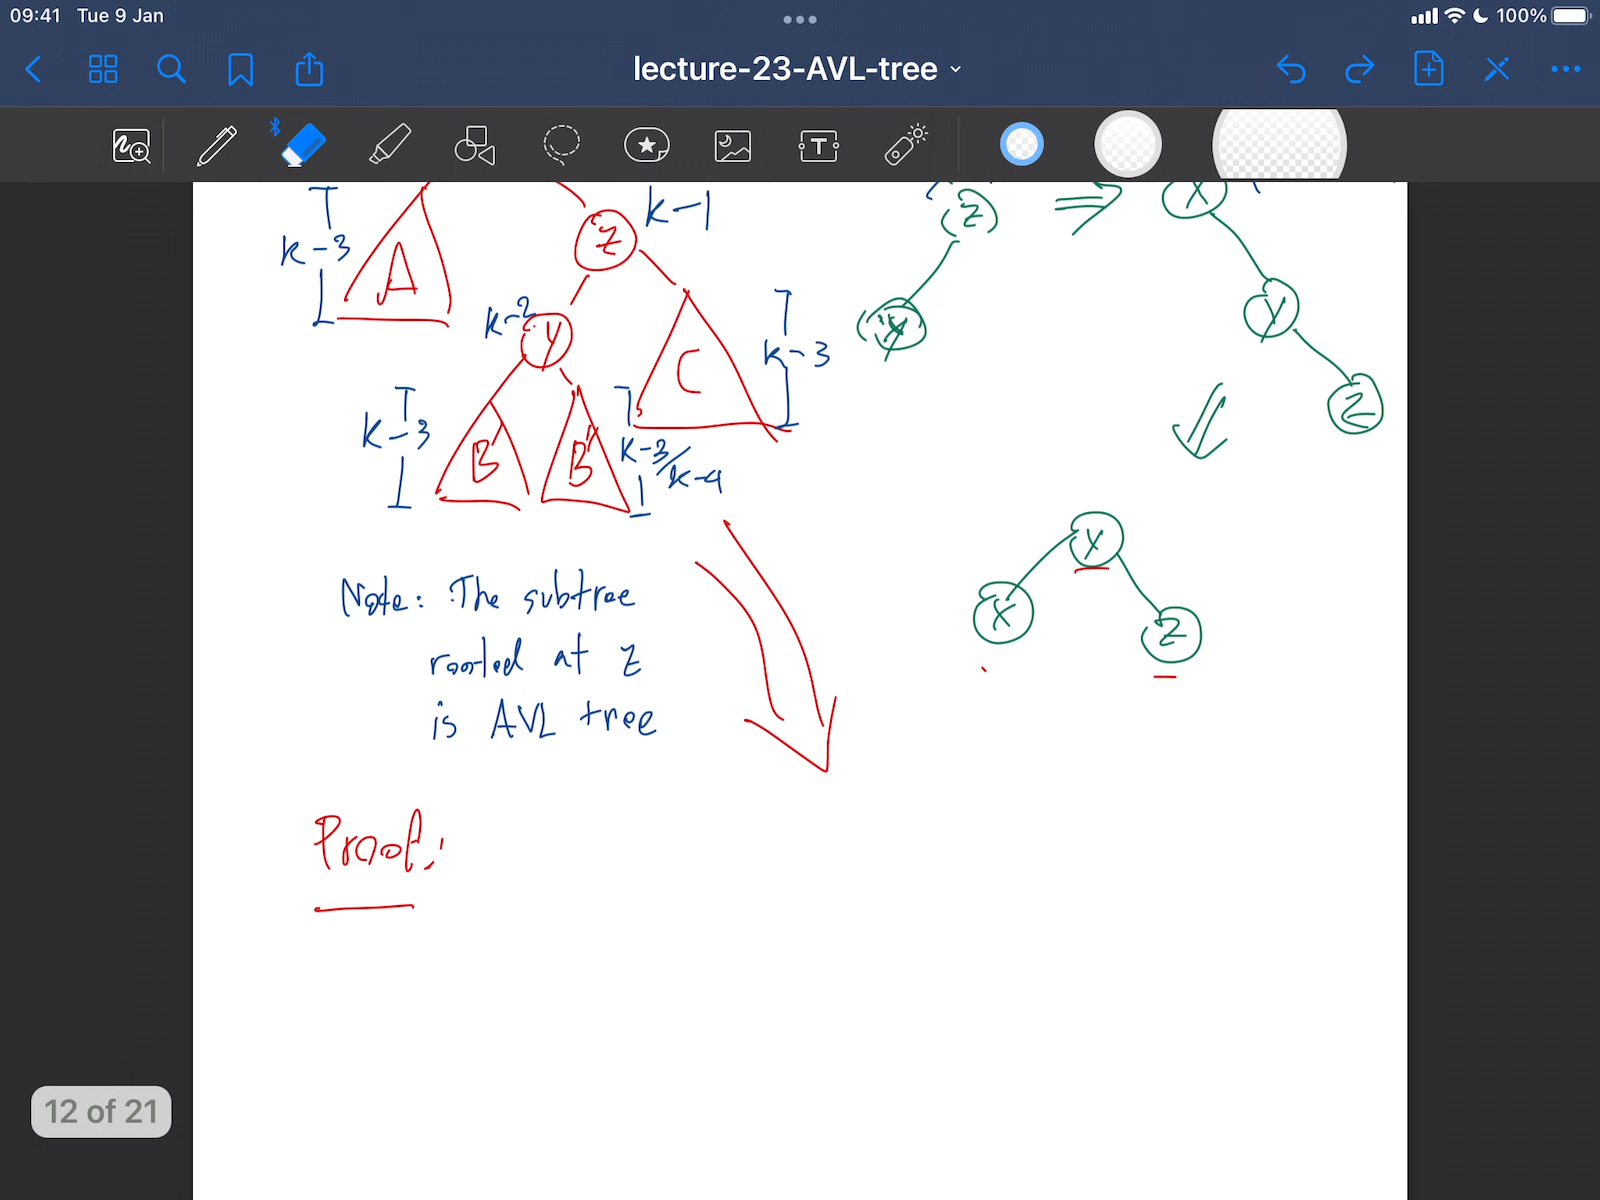 09:41 Tue 9 Jan
100%
lecture-23-AVL-tree
T
k-3
A
Z
k-1
k-2
y
C
k-3
k-3
B
B'
k-3/k-4
Z
X
y
Z
y
X
Z
Note: The subtree
rooted at Z
is AVL tree
Proof:
12 of 21